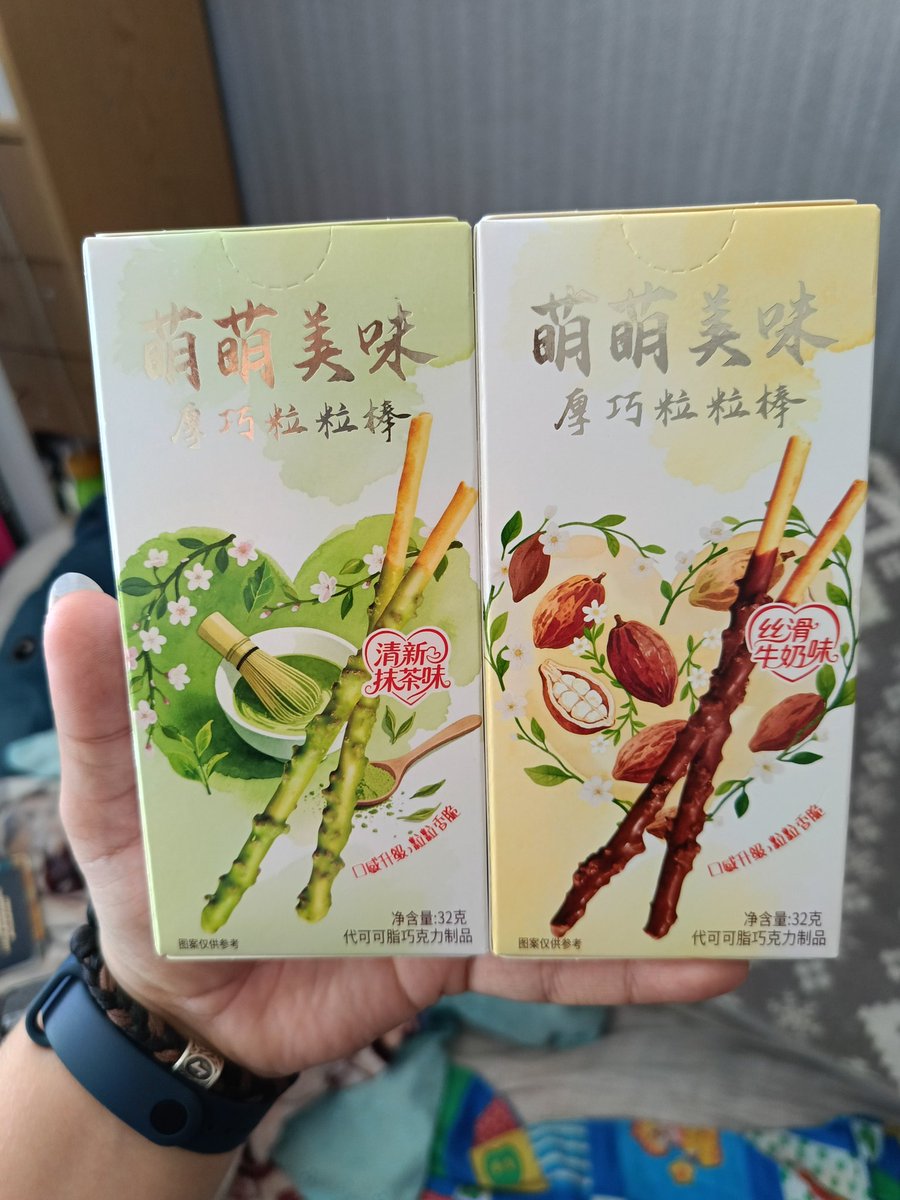 萌萌美味
厚巧粒粒棒
清新
抹茶味
口感升级,粒粒香脆
净含量:32克
代可可脂巧克力制品
图案仅供参考
萌萌美味
厚巧粒粒棒
丝滑
牛奶味
口感升级,粒粒香脆
净含量:32克
代可可脂巧克力制品
图案仅供参考